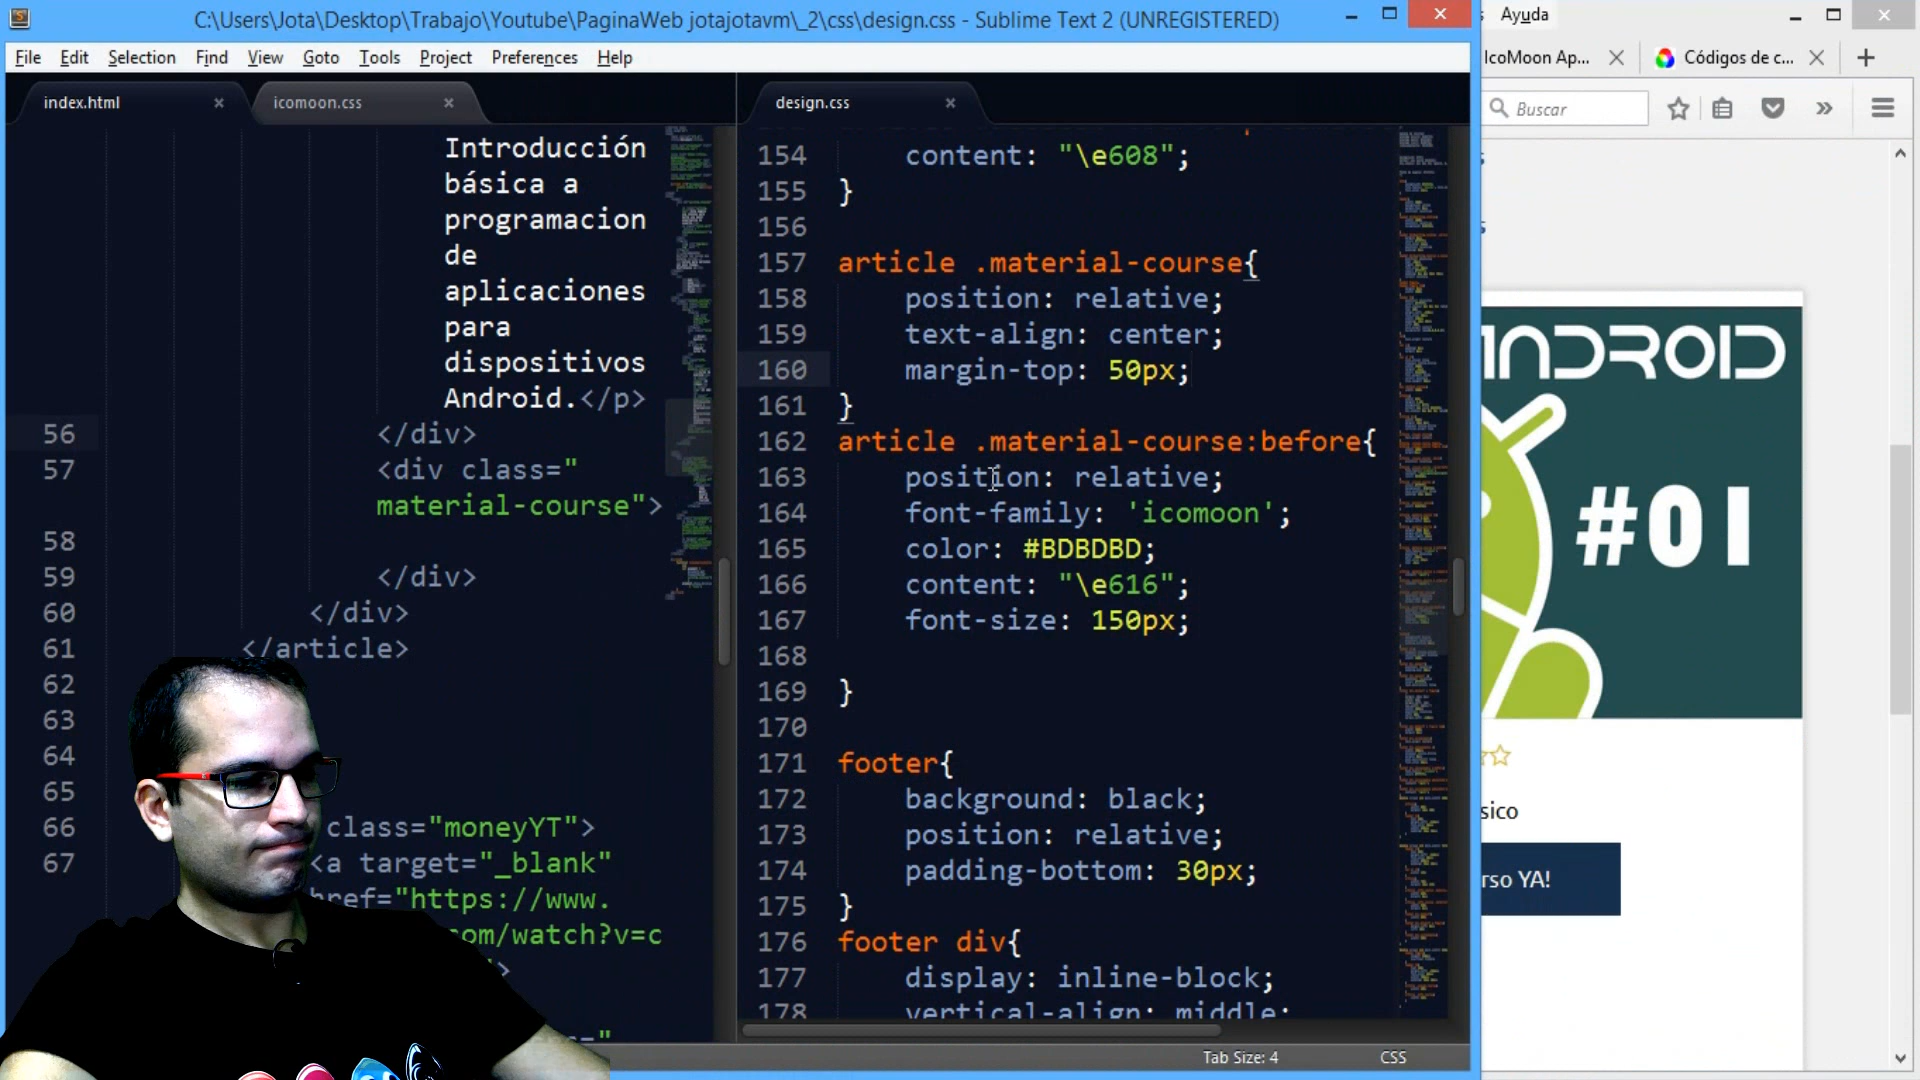 C:\Users\Jota\Desktop\Trabajo\Youtube\PaginaWeb jotajotavm\_2\css\design.css - Sublime Text 2 (UNREGISTERED)
File Edit Selection Find View Goto Tools Project Preferences Help
index.html
icomoon.css
Introducción
básica a
programacion
de
aplicaciones
para
dispositivos
Android.</p>
56 </div>
57 <div class="
material-course">
58
59 </div>
60 </div>
61 </article>
62
63
64
65
66 class="moneyYT">
67 <a target="_blank"
href="https://www.
com/watch?v=c
design.css
154 content: "\e608";
155 }
156
157 article .material-course{
158 position: relative;
159 text-align: center;
160 margin-top: 50px;
161 }
162 article .material-course:before{
163 position: relative;
164 font-family: 'icomoon';
165 color: #BDBDBD;
166 content: "\e616";
167 font-size: 150px;
168
169 }
170
171 footer{
172 background: black;
173 position: relative;
174 padding-bottom: 30px;
175 }
176 footer div{
177 display: inline-block;
178 vertical-align: middle;
Tab Size: 4 CSS
Ayuda
IcoMoon Ap...
Códigos de c...
Buscar
ANDROID
#01
sico
rso YA!